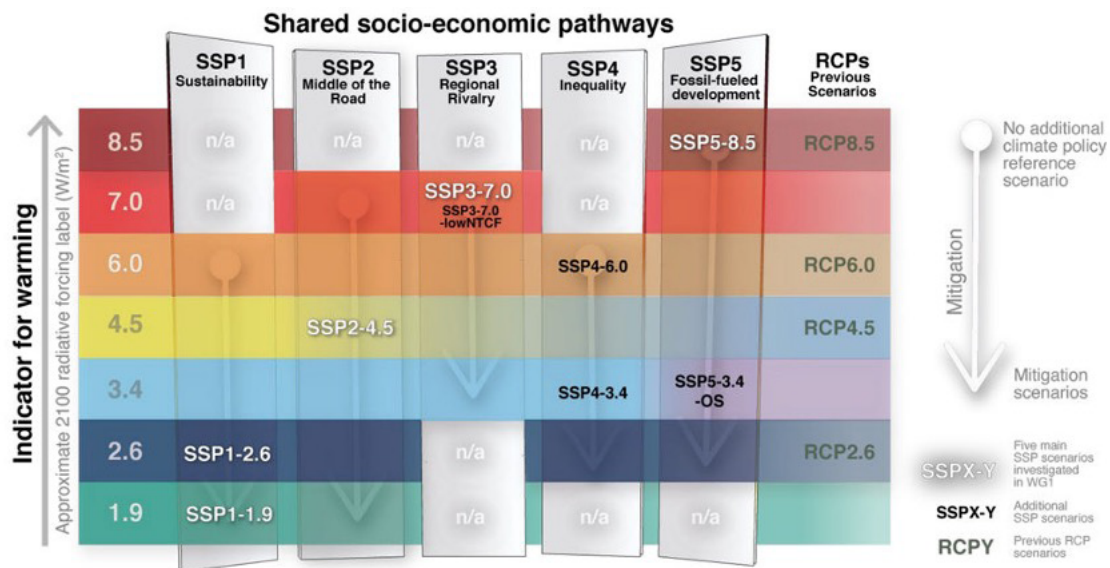 Shared socio-economic pathways
SSP1
Sustainability
SSP2
Middle of the
Road
SSP3
Regional
Rivalry
SSP4
Inequality
SSP5
Fossil-fueled
development
RCPs
Previous
Scenarios
Indicator for warming
Approximate 2100 radiative forcing label (W/m²)
8.5
n/a
n/a
n/a
n/a
SSP5-8.5
RCP8.5
7.0
n/a
SSP3-7.0
SSP3-7.0
-lowNTCF
n/a
6.0
SSP4-6.0
RCP6.0
4.5
SSP2-4.5
RCP4.5
3.4
SSP4-3.4
SSP5-3.4
-OS
2.6
SSP1-2.6
n/a
RCP2.6
1.9
SSP1-1.9
n/a
n/a
n/a
No additional
climate policy
reference
scenario
Mitigation
Mitigation
scenarios
SSPX-Y
Five main
SSP scenarios
investigated
in WG1
SSPX-Y
Additional
SSP scenarios
RCPY
Previous RCP
scenarios